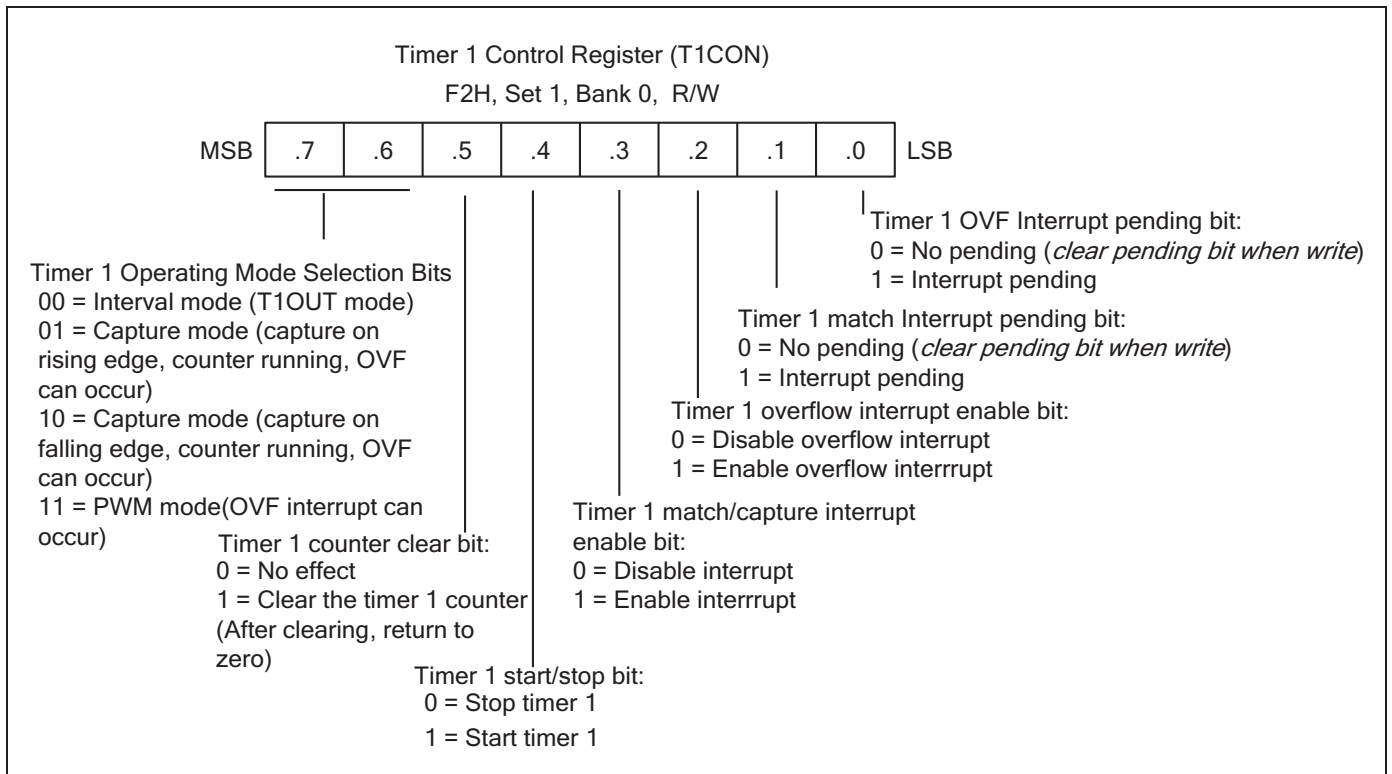 Timer 1 Control Register (T1CON)
F2H, Set 1, Bank 0, R/W
MSB .7 .6 .5 .4 .3 .2 .1 .0 LSB
Timer 1 OVF Interrupt pending bit:
0 = No pending (clear pending bit when write)
1 = Interrupt pending
Timer 1 match Interrupt pending bit:
0 = No pending (clear pending bit when write)
1 = Interrupt pending
Timer 1 overflow interrupt enable bit:
0 = Disable overflow interrupt
1 = Enable overflow interrrupt
Timer 1 match/capture interrupt
enable bit:
0 = Disable interrupt
1 = Enable interrrupt
Timer 1 start/stop bit:
0 = Stop timer 1
1 = Start timer 1
Timer 1 counter clear bit:
0 = No effect
1 = Clear the timer 1 counter
(After clearing, return to
zero)
Timer 1 Operating Mode Selection Bits
00 = Interval mode (T1OUT mode)
01 = Capture mode (capture on
rising edge, counter running, OVF
can occur)
10 = Capture mode (capture on
falling edge, counter running, OVF
can occur)
11 = PWM mode(OVF interrupt can
occur)